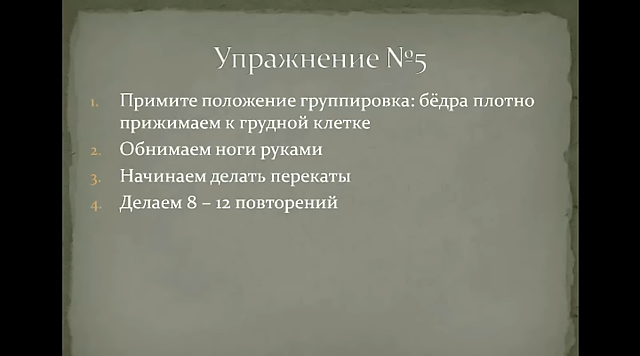 Упражнение №5
1. Примите положение группировка: бёдра плотно
прижимаем к грудной клетке
2. Обнимаем ноги руками
3. Начинаем делать перекаты
4. Делаем 8 – 12 повторений